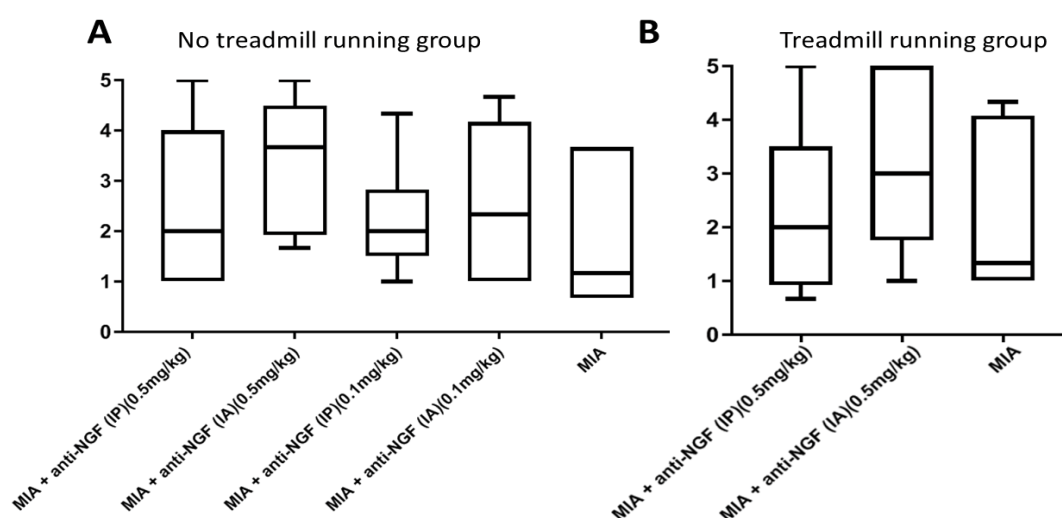 A
No treadmill running group
5
4
3
2
1
0
MIA + anti-NGF (IP)(0.5mg/kg)
MIA + anti-NGF (IA)(0.5mg/kg)
MIA + anti-NGF (IP)(0.1mg/kg)
MIA + anti-NGF (IA)(0.1mg/kg)
MIA
B
Treadmill running group
5
4
3
2
1
0
MIA + anti-NGF (IP)(0.5mg/kg)
MIA + anti-NGF (IA)(0.5mg/kg)
MIA